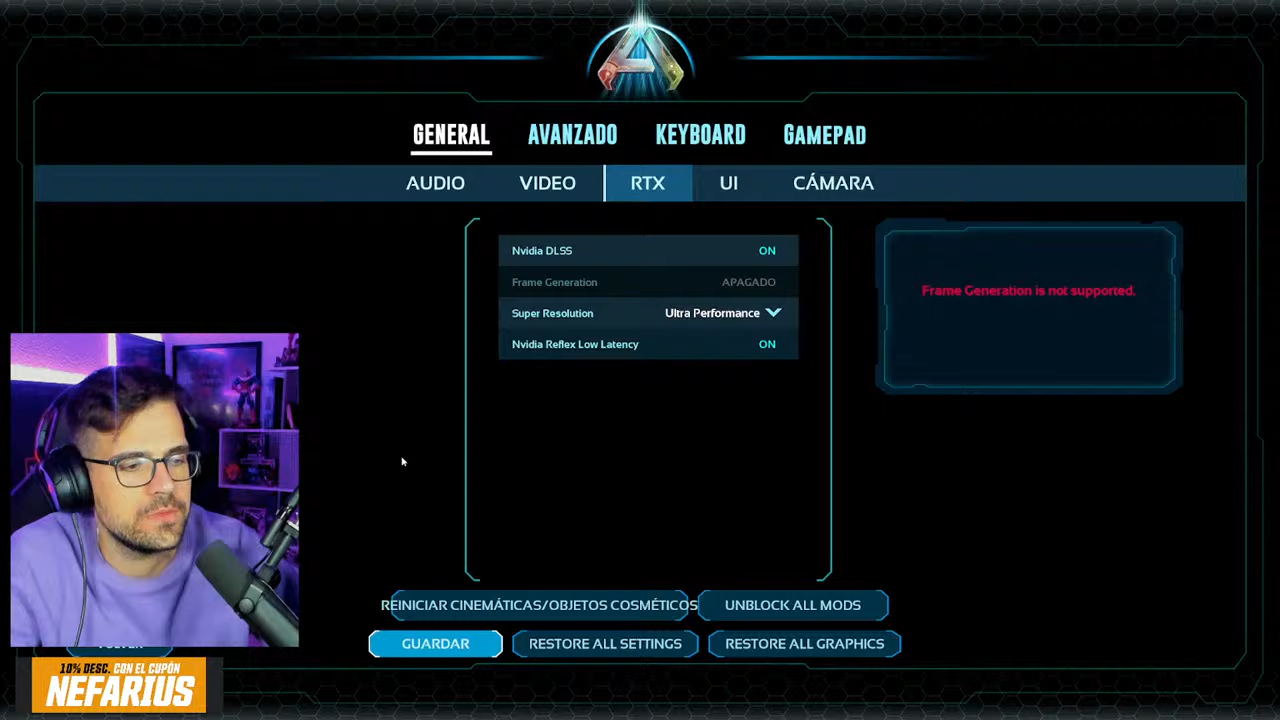 GENERAL AVANZADO KEYBOARD GAMEPAD
AUDIO VIDEO RTX UI CÁMARA
Nvidia DLSS ON
Frame Generation APAGADO
Super Resolution Ultra Performance
Nvidia Reflex Low Latency ON
Frame Generation is not supported.
REINICIAR CINEMÁTICAS/OBJETOS COSMÉTICOS UNBLOCK ALL MODS
GUARDAR RESTORE ALL SETTINGS RESTORE ALL GRAPHICS
10% DESC. CON EL CUPÓN
NEFARIUS